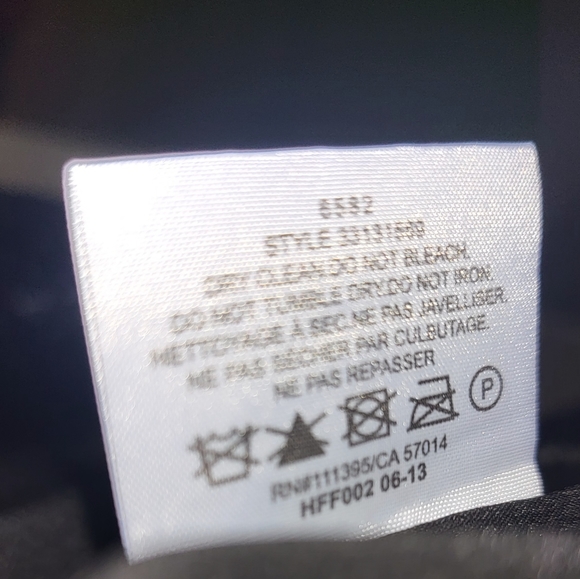 6582
STYLE
DRY CLEAN.DO NOT BLEACH.
DO NOT TUMBLE DRY.DO NOT IRON.
NETTOYAGE À SEC.NE PAS JAVELLISER.
NE PAS SÉCHER PAR CULBUTAGE.
NE PAS REPASSER
P
RN#111395/CA 57014
HFF002 06-13